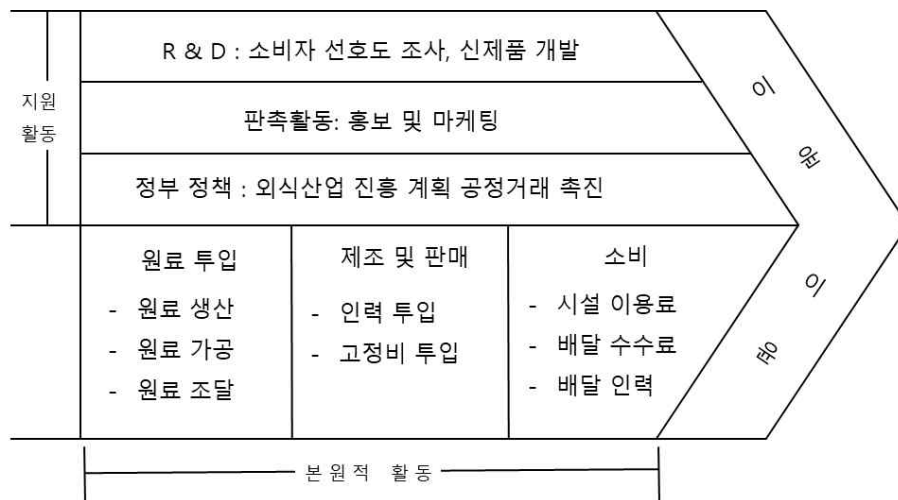 지원
활동
R & D : 소비자 선호도 조사, 신제품 개발
판촉활동: 홍보 및 마케팅
정부 정책 : 외식산업 진흥 계획 공정거래 촉진
이윤
원료 투입
- 원료 생산
- 원료 가공
- 원료 조달
제조 및 판매
- 인력 투입
- 고정비 투입
소비
- 시설 이용료
- 배달 수수료
- 배달 인력
이윤
본원적 활동